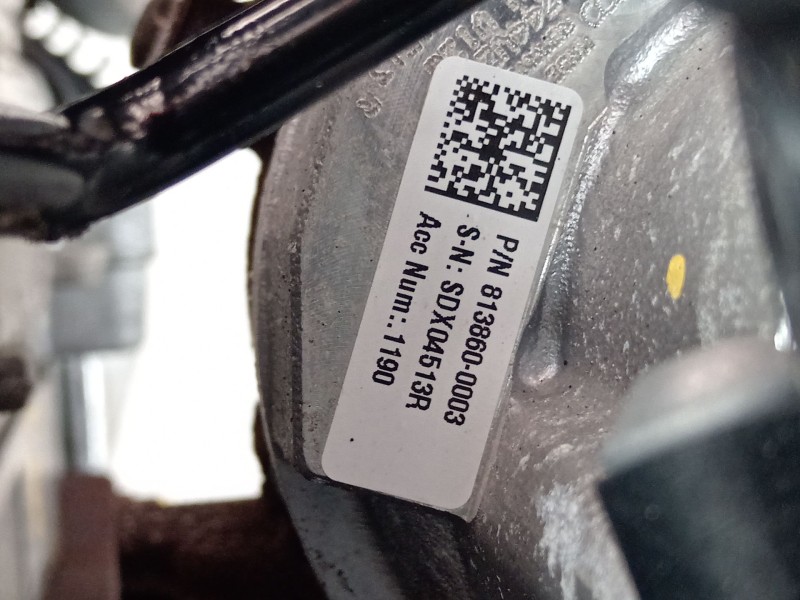 P/N 813860-0003
S-N: SDX04513R
Acc Num:.1190